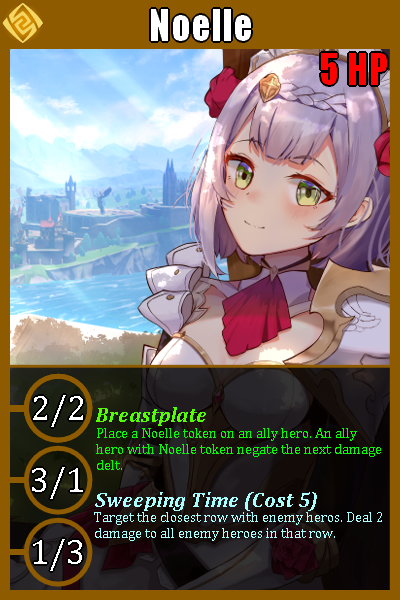 Noelle
5 HP
2/2
Breastplate
Place a Noelle token on an ally hero. An ally
hero with Noelle token negate the next damage
delt.
3/1
Sweeping Time (Cost 5)
Target the closest row with enemy heros. Deal 2
damage to all enemy heroes in that row.
1/3